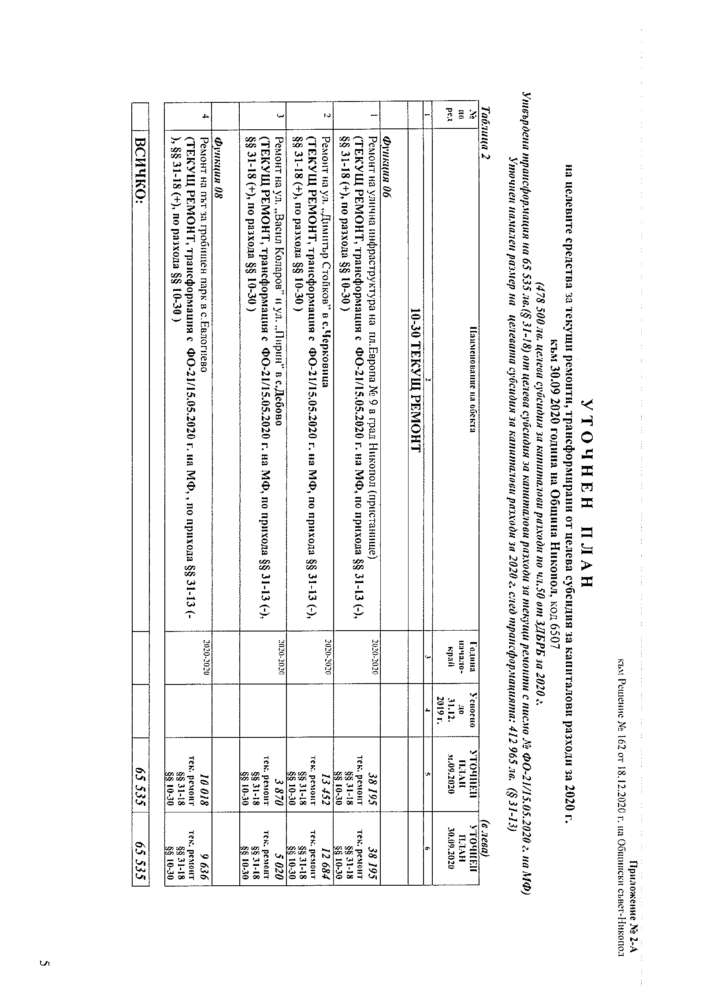 Приложение № 2-А
към Решение № 162 от 18.12.2020 г. на Общински съвет-Никопол
У Т О Ч Н Е Н П Л А Н
на целевите средства за текущи ремонти, трансформирани от целева субсидия за капиталови разходи за 2020 г.
към 30.09 2020 година на Община Никопол, код 6507
(478 500 лв. целева субсидия за капиталови разходи по чл.50 от ЗДБРБ за 2020 г.
Утвърдена трансформация на 65 535 лв.(§ 31-18) от целева субсидия за капиталови разходи за текущи ремонти с писмо № ФО-21/15.05.2020 г. на МФ)
Уточнен намален размер на целевата субсидия за капиталови разходи за 2020 г. след трансформацията: 412 965 лв. (§ 31-13)
Таблица 2 (в лева)
№ по ред
Наименование на обекта
Година начало-край
Усвоено до 31.12. 2019 г.
УТОЧНЕН ПЛАН м.09.2020
УТОЧНЕН ПЛАН 30.09.2020
1 2 3 4 5 6
10-30 ТЕКУЩ РЕМОНТ
Функция 06
1 Ремонт на улична инфраструктура на пл.Европа № 9 в град Никопол (пристанище) 2020-2020 38 195 38 195
(ТЕКУЩ РЕМОНТ, трансформация с ФО-21/15.05.2020 г. на МФ, по прихода §§ 31-13 (-), тек. ремонт тек. ремонт
§§ 31-18 (+), по разхода §§ 10-30 ) §§ 31-18 §§ 31-18
§§ 10-30 §§ 10-30
2 Ремонт на ул. „Димитър Стойков” в с.Черковица 2020-2020 13 452 12 684
(ТЕКУЩ РЕМОНТ, трансформация с ФО-21/15.05.2020 г. на МФ, по прихода §§ 31-13 (-), тек. ремонт тек. ремонт
§§ 31-18 (+), по разхода §§ 10-30 ) §§ 31-18 §§ 31-18
§§ 10-30 §§ 10-30
3 Ремонт на ул. „Васил Коларов” и ул. „Пирин” в с.Дебово 2020-2020 3 870 5 020
(ТЕКУЩ РЕМОНТ, трансформация с ФО-21/15.05.2020 г. на МФ, по прихода §§ 31-13 (-), тек. ремонт тек. ремонт
§§ 31-18 (+), по разхода §§ 10-30 ) §§ 31-18 §§ 31-18
§§ 10-30 §§ 10-30
Функция 08
4 Ремонт на път за гробищен парк в с.Евлогиево 2020-2020 10 018 9 636
(ТЕКУЩ РЕМОНТ, трансформация с ФО-21/15.05.2020 г. на МФ, , по прихода §§ 31-13 (- тек. ремонт тек. ремонт
), §§ 31-18 (+), по разхода §§ 10-30 ) §§ 31-18 §§ 31-18
§§ 10-30 §§ 10-30
ВСИЧКО: 65 535 65 535
5